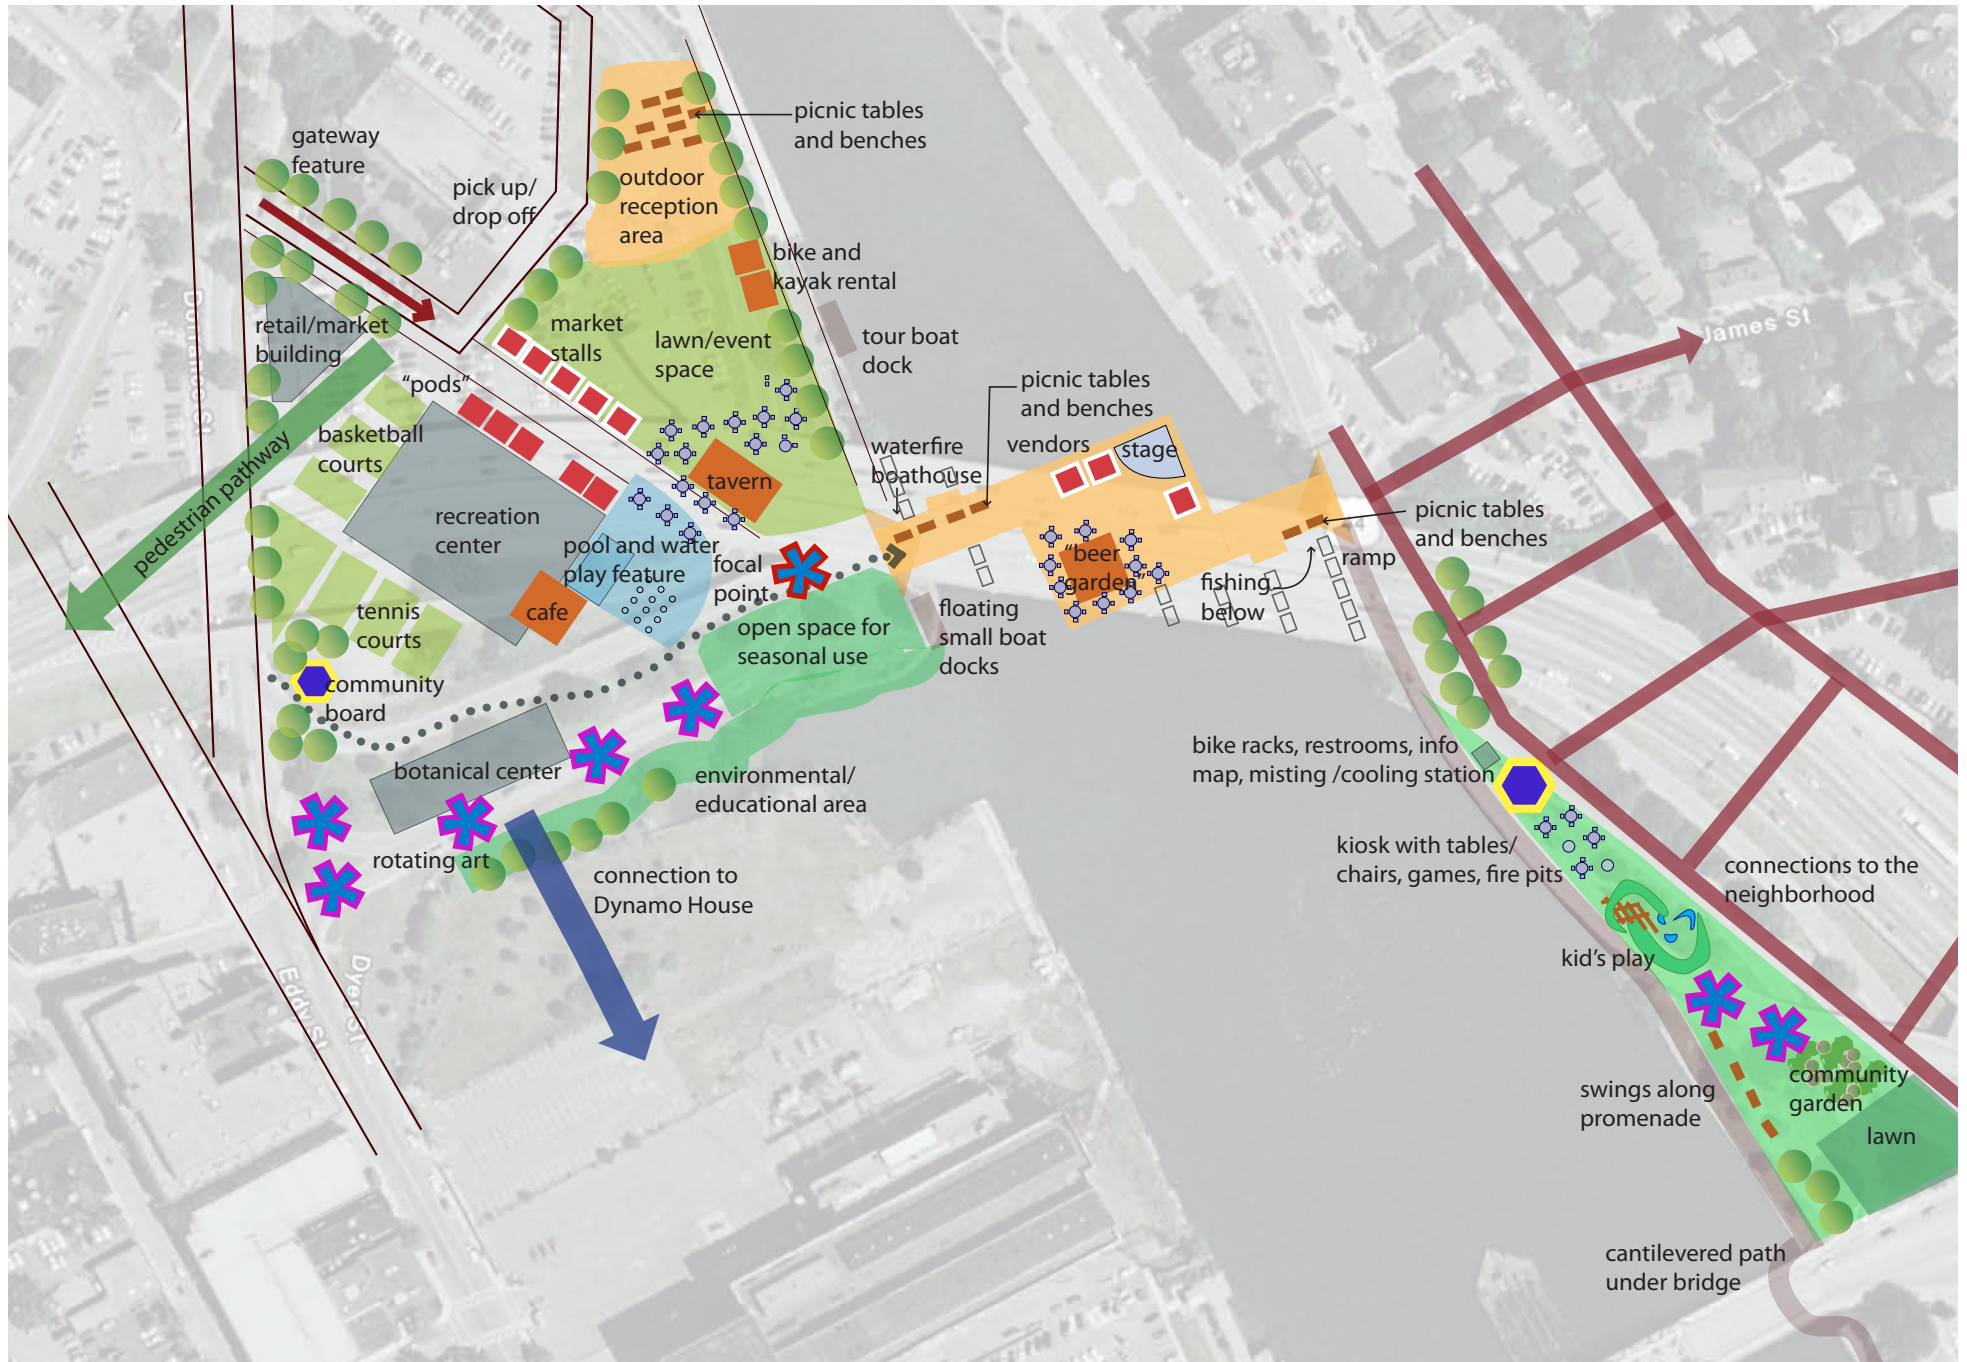 picnic tables
and benches
gateway
feature
pick up/
drop off
outdoor
reception
area
bike and
kayak rental
retail/market
building
market
stalls
lawn/event
space
tour boat
dock
James St
"pods"
picnic tables
and benches
basketball
courts
pedestrian pathway
waterfire
boathouse
vendors
stage
tavern
recreation
center
picnic tables
and benches
pool and water
play feature
focal
point
"beer
garden"
fishing
below
ramp
cafe
tennis
courts
open space for
seasonal use
floating
small boat
docks
community
board
botanical center
environmental/
educational area
bike racks, restrooms, info
map, misting /cooling station
rotating art
connection to
Dynamo House
kiosk with tables/
chairs, games, fire pits
connections to the
neighborhood
kid's play
Eddy St
Dyer St
swings along
promenade
community
garden
lawn
cantilevered path
under bridge